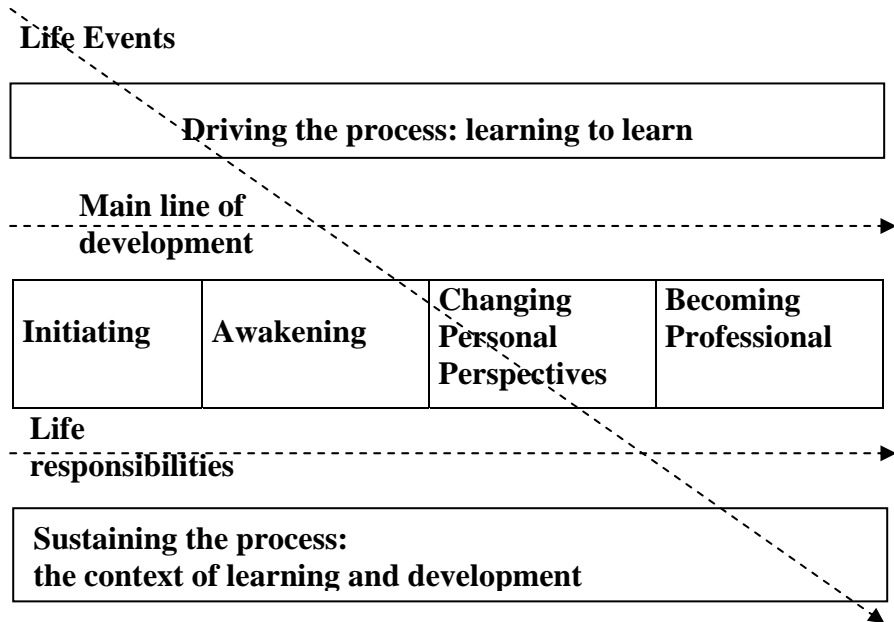 Life Events
Driving the process: learning to learn
Main line of
development
Initiating
Awakening
Changing
Personal
Perspectives
Becoming
Professional
Life
responsibilities
Sustaining the process:
the context of learning and development